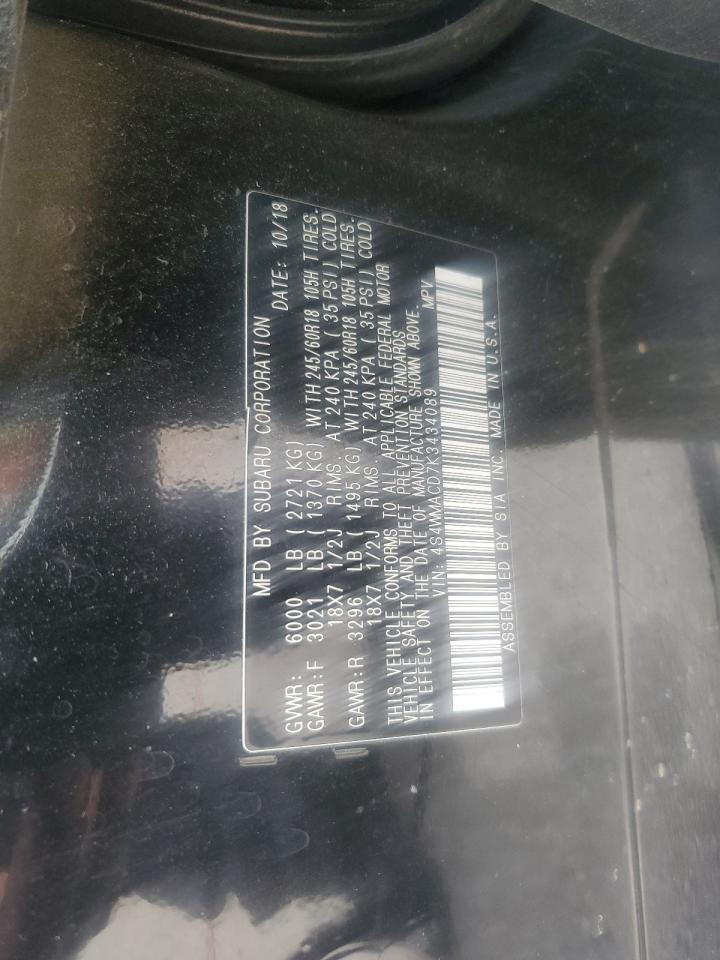 MFD BY SUBARU CORPORATION DATE: 10/18
GVWR: 6000 LB ( 2721 KG)
GAWR:F 3021 LB ( 1370 KG) WITH 245/60R18 105H TIRES.
18X7 1/2J RIMS AT 240 KPA ( 35 PSI) COLD
GAWR:R 3296 LB ( 1495 KG) WITH 245/60R18 105H TIRES.
18X7 1/2J RIMS AT 240 KPA ( 35 PSI) COLD
THIS VEHICLE CONFORMS TO ALL APPLICABLE FEDERAL MOTOR
VEHICLE SAFETY AND THEFT PREVENTION STANDARDS
IN EFFECT ON THE DATE OF MANUFACTURE SHOWN ABOVE.
VIN: 4S4WMACD7K3434089 MPV
ASSEMBLED BY SIA INC. MADE IN U.S.A.